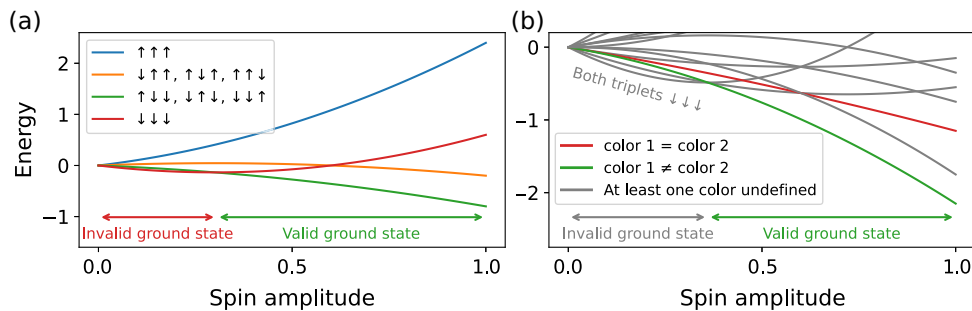 (a)
Energy
2
1
0
−1
↑↑↑
↓↑↑, ↑↓↑, ↑↑↓
↑↓↓, ↓↑↓, ↓↓↑
↓↓↓
Invalid ground state
Valid ground state
0.0
0.5
1.0
Spin amplitude
(b)
0
−1
−2
Both triplets ↓↓↓
color 1 = color 2
color 1 ≠ color 2
At least one color undefined
Invalid ground state
Valid ground state
0.0
0.5
1.0
Spin amplitude